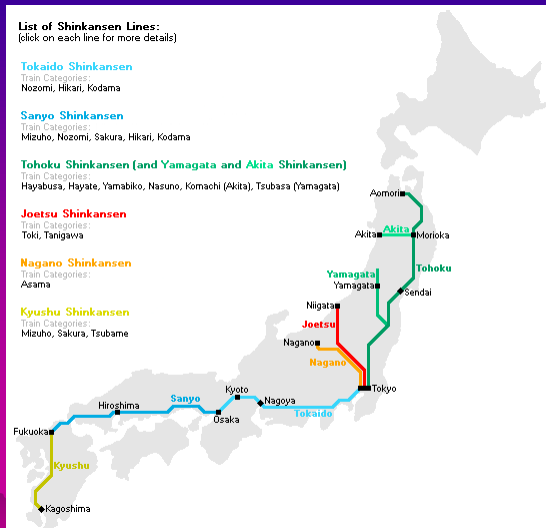 List of Shinkansen Lines:
(click on each line for more details)
Tokaido Shinkansen
Train Categories:
Nozomi, Hikari, Kodama
Sanyo Shinkansen
Train Categories:
Mizuho, Nozomi, Sakura, Hikari, Kodama
Tohoku Shinkansen (and Yamagata and Akita Shinkansen)
Train Categories:
Hayabusa, Hayate, Yamabiko, Nasuno, Komachi (Akita), Tsubasa (Yamagata)
Joetsu Shinkansen
Train Categories:
Toki, Tanigawa
Nagano Shinkansen
Train Categories:
Asama
Kyushu Shinkansen
Train Categories:
Mizuho, Sakura, Tsubame
Aomori
Akita
Akita
Morioka
Tohoku
Yamagata
Yamagata
Sendai
Niigata
Joetsu
Nagano
Nagano
Tokyo
Kyoto
Nagoya
Tokaido
Sanyo
Hiroshima
Osaka
Fukuoka
Kyushu
Kagoshima